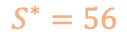 S* = 56